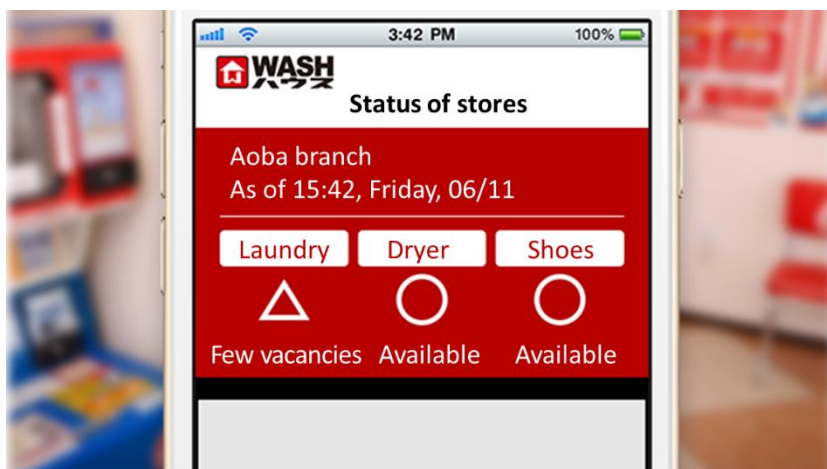 3:42 PM 100%
WASH
ハウス
Status of stores
Aoba branch
As of 15:42, Friday, 06/11
Laundry Dryer Shoes
Few vacancies Available Available